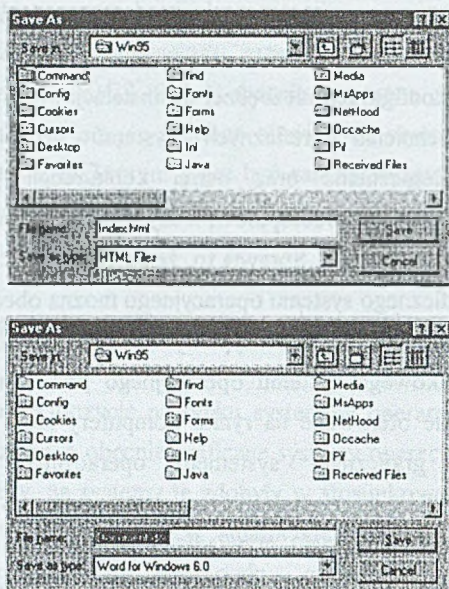 Save As
Save in: Win95
Command find Media
Config Fonts MsApps
Cookies Forms NetHood
Cursors Help Occache
Desktop Inf Pif
Favorites Java Received Files
File name: Index.html Save
Save as type: HTML Files Cancel
Save As
Save in: Win95
Command find Media
Config Fonts MsApps
Cookies Forms NetHood
Cursors Help Occache
Desktop Inf Pif
Favorites Java Received Files
File name: Save
Save as type: Word for Windows 6.0 Cancel